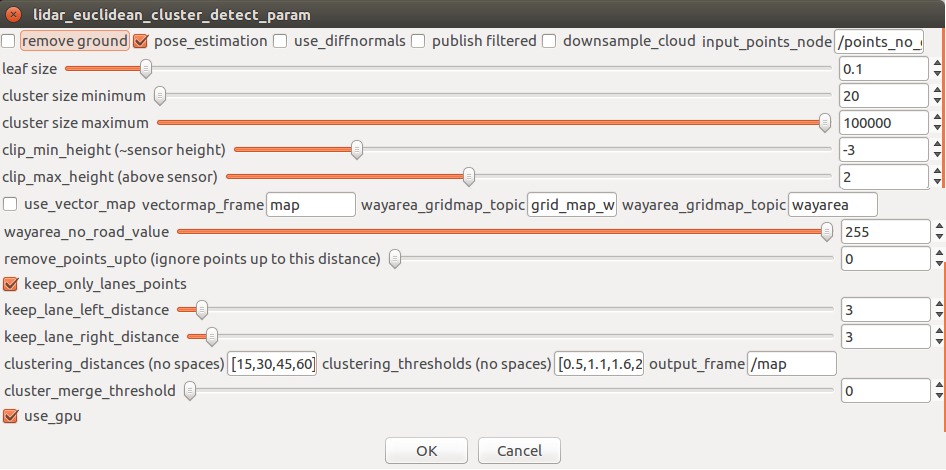 lidar_euclidean_cluster_detect_param
remove ground pose_estimation use_diffnormals publish filtered downsample_cloud input_points_node /points_no_
leaf size 0.1
cluster size minimum 20
cluster size maximum 100000
clip_min_height (~sensor height) -3
clip_max_height (above sensor) 2
use_vector_map vectormap_frame map wayarea_gridmap_topic grid_map_w wayarea_gridmap_topic wayarea
wayarea_no_road_value 255
remove_points_upto (ignore points up to this distance) 0
keep_only_lanes_points
keep_lane_left_distance 3
keep_lane_right_distance 3
clustering_distances (no spaces) [15,30,45,60] clustering_thresholds (no spaces) [0.5,1.1,1.6,2 output_frame /map
cluster_merge_threshold 0
use_gpu
OK Cancel